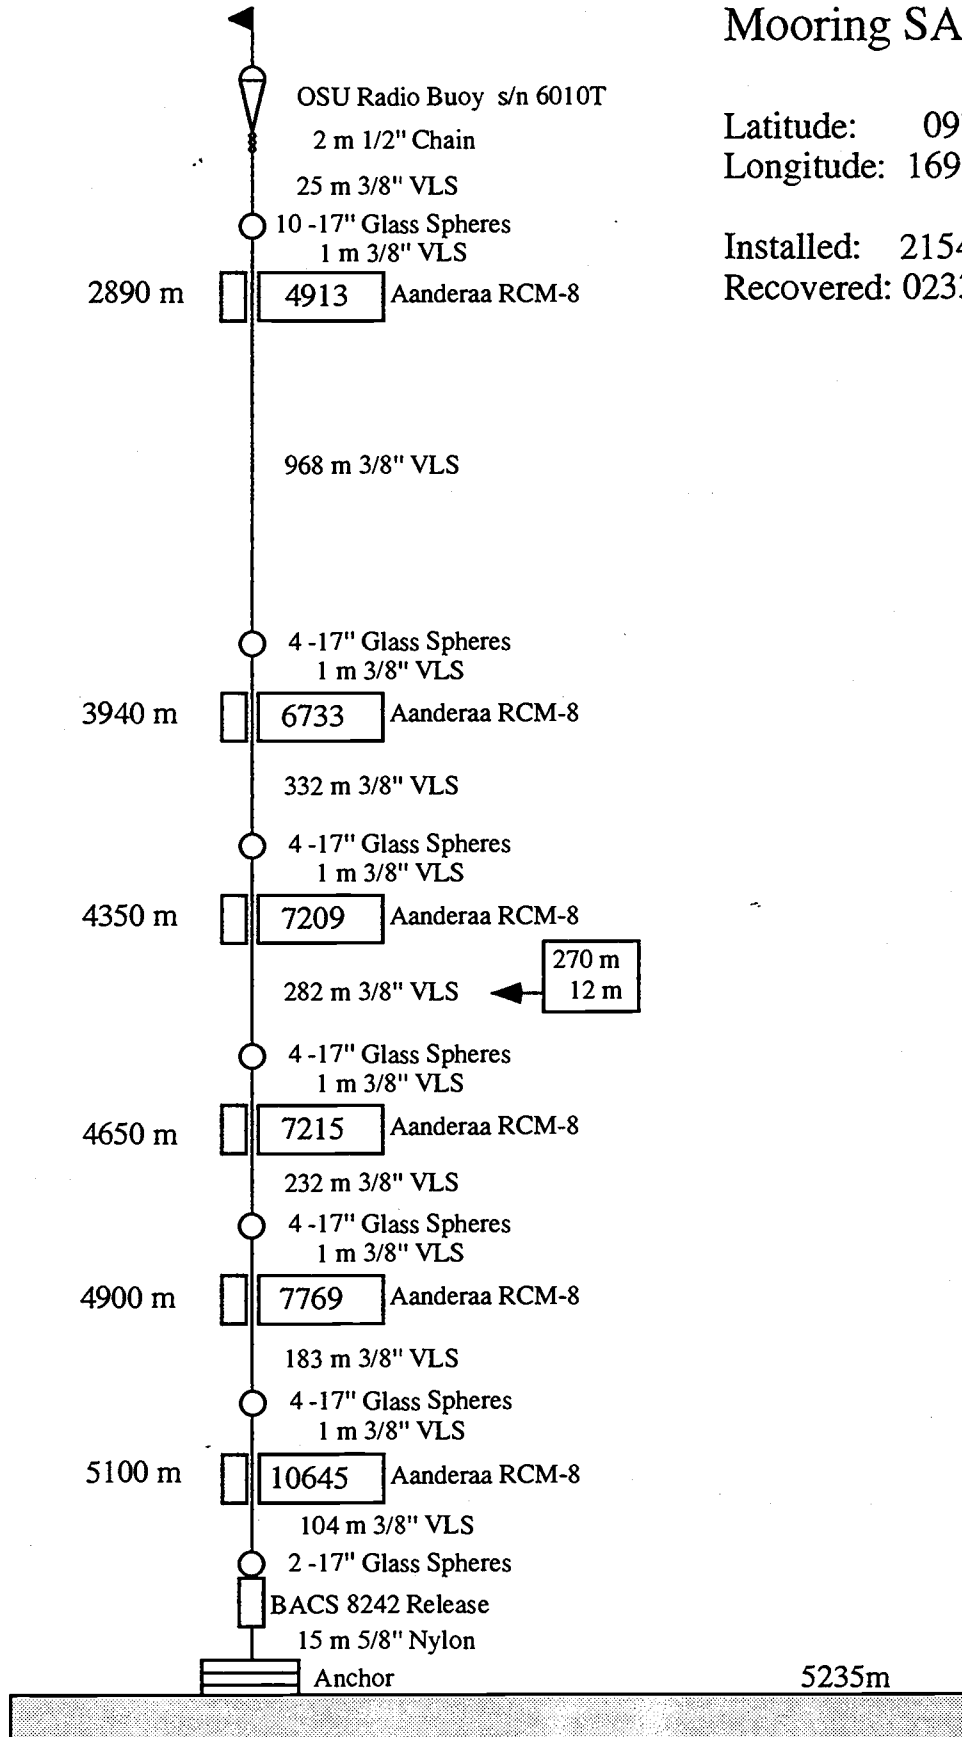 Mooring SA
OSU Radio Buoy s/n 6010T
2 m 1/2" Chain
Latitude: 09
Longitude: 169
25 m 3/8" VLS
10 -17" Glass Spheres
1 m 3/8" VLS
Installed: 2154
Recovered: 023
2890 m 4913 Aanderaa RCM-8
968 m 3/8" VLS
4 -17" Glass Spheres
1 m 3/8" VLS
3940 m 6733 Aanderaa RCM-8
332 m 3/8" VLS
4 -17" Glass Spheres
1 m 3/8" VLS
4350 m 7209 Aanderaa RCM-8
270 m
282 m 3/8" VLS 12 m
4 -17" Glass Spheres
1 m 3/8" VLS
4650 m 7215 Aanderaa RCM-8
232 m 3/8" VLS
4 -17" Glass Spheres
1 m 3/8" VLS
4900 m 7769 Aanderaa RCM-8
183 m 3/8" VLS
4 -17" Glass Spheres
1 m 3/8" VLS
5100 m 10645 Aanderaa RCM-8
104 m 3/8" VLS
2 -17" Glass Spheres
BACS 8242 Release
15 m 5/8" Nylon
Anchor 5235m